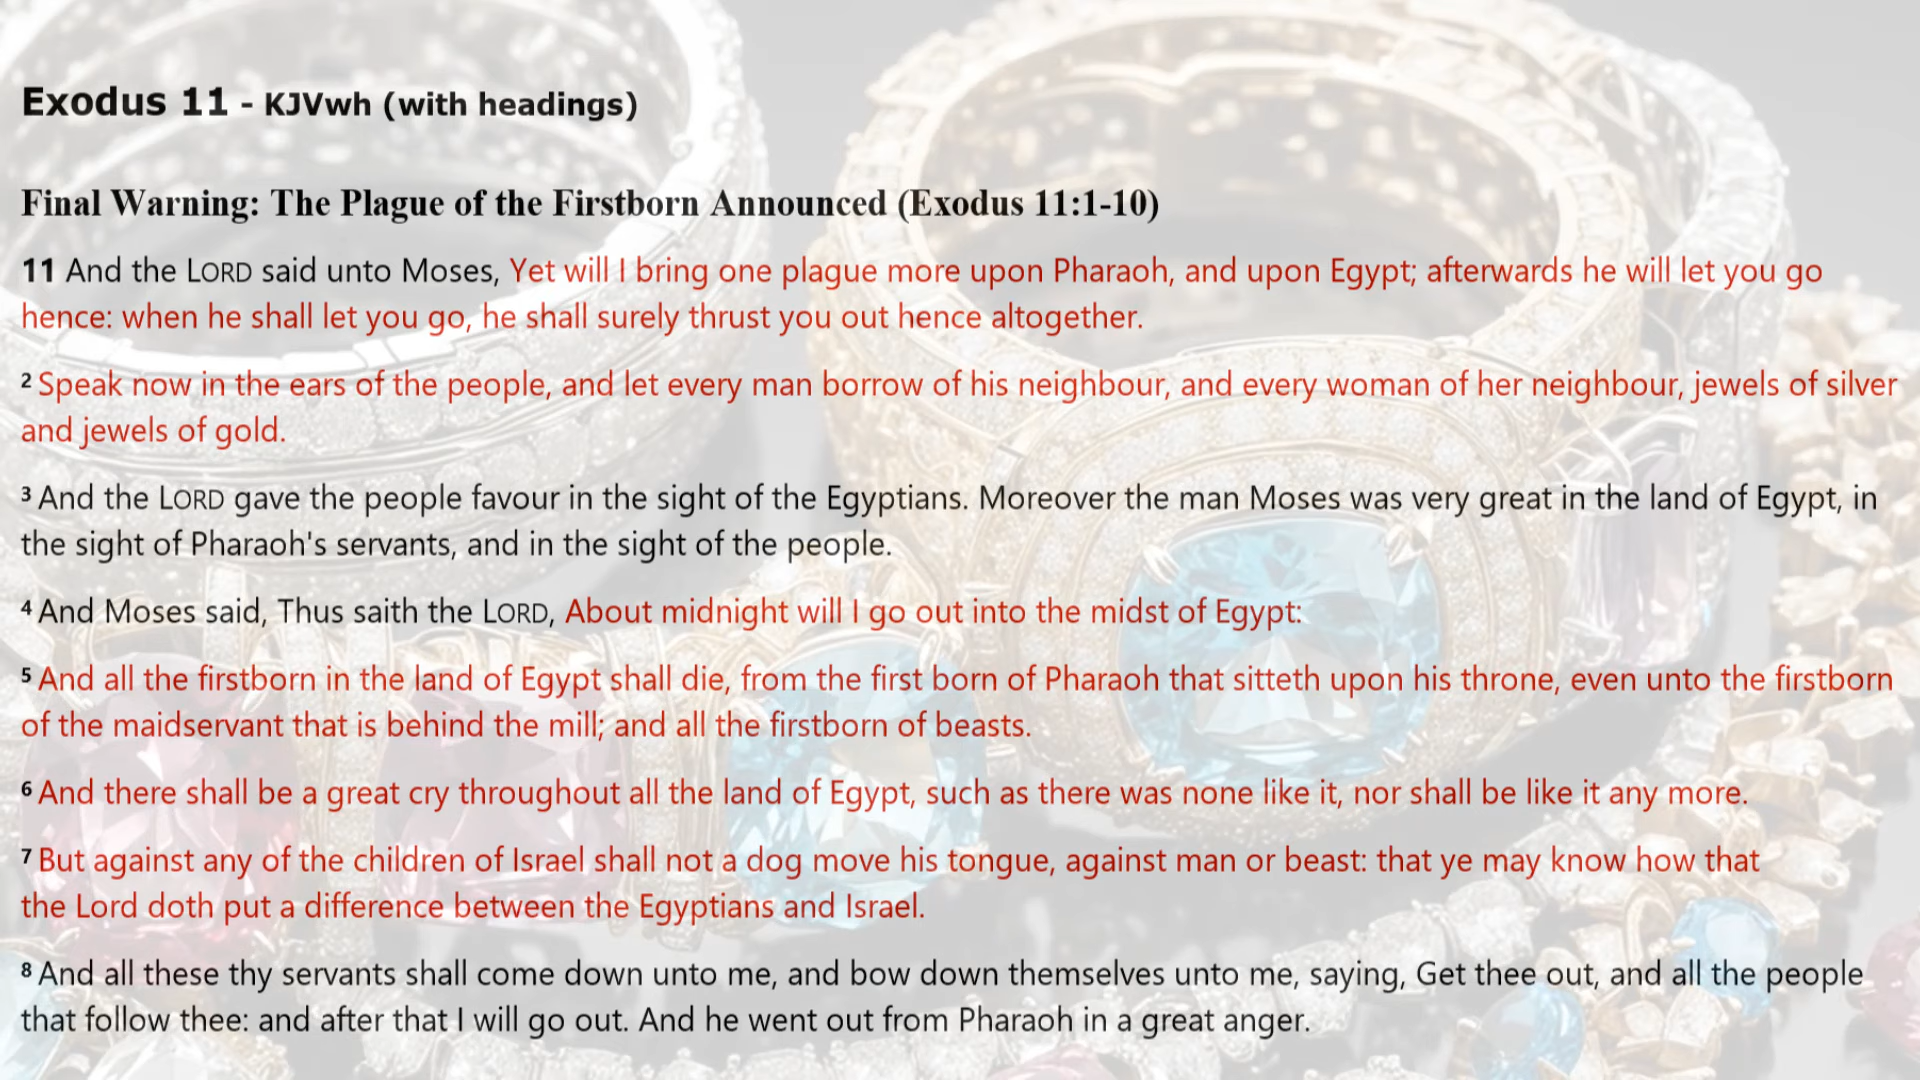 Exodus 11 - KJVwh (with headings)
Final Warning: The Plague of the Firstborn Announced (Exodus 11:1-10)
11 And the LORD said unto Moses, Yet will I bring one plague more upon Pharaoh, and upon Egypt; afterwards he will let you go
hence: when he shall let you go, he shall surely thrust you out hence altogether.
2 Speak now in the ears of the people, and let every man borrow of his neighbour, and every woman of her neighbour, jewels of silver
and jewels of gold.
3 And the LORD gave the people favour in the sight of the Egyptians. Moreover the man Moses was very great in the land of Egypt, in
the sight of Pharaoh's servants, and in the sight of the people.
4 And Moses said, Thus saith the LORD, About midnight will I go out into the midst of Egypt:
5 And all the firstborn in the land of Egypt shall die, from the first born of Pharaoh that sitteth upon his throne, even unto the firstborn
of the maidservant that is behind the mill; and all the firstborn of beasts.
6 And there shall be a great cry throughout all the land of Egypt, such as there was none like it, nor shall be like it any more.
7 But against any of the children of Israel shall not a dog move his tongue, against man or beast: that ye may know how that
the Lord doth put a difference between the Egyptians and Israel.
8 And all these thy servants shall come down unto me, and bow down themselves unto me, saying, Get thee out, and all the people
that follow thee: and after that I will go out. And he went out from Pharaoh in a great anger.